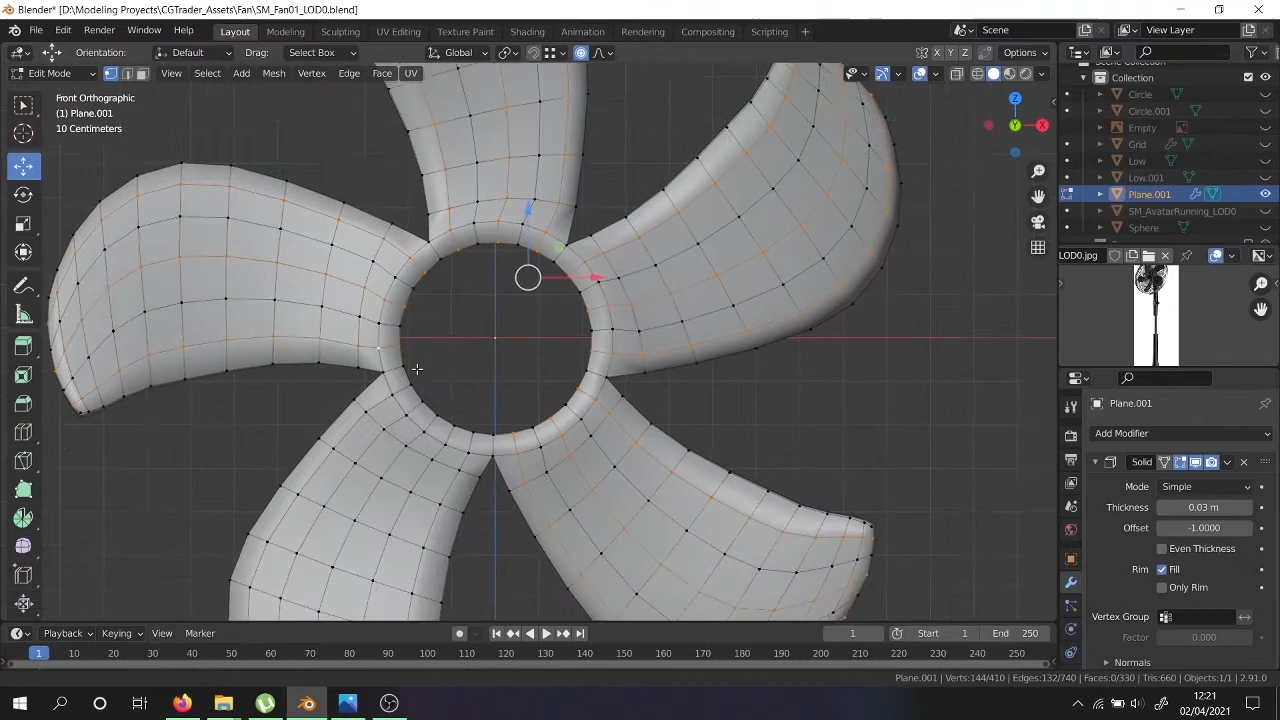 Blender* [D:\Modeling Projects\CGTrader_Assets\Fan\SM_Fan01_LOD0.blend]
File Edit Render Window Help Layout Modeling Sculpting UV Editing Texture Paint Shading Animation Rendering Compositing Scripting + Scene View Layer
Orientation: Default Drag: Select Box Global X Y Z Options
Edit Mode View Select Add Mesh Vertex Edge Face UV
Front Orthographic
(1) Plane.001
10 Centimeters
Z
Y
X
Collection
Circle
Circle.001
Empty
Grid
Low
Low.001
Plane.001
SM_AvatarRunning_LOD0
Sphere
LOD0.jpg
Plane.001
Add Modifier
Solid
Mode Simple
Thickness 0.03 m
Offset -1.0000
Even Thickness
Rim Fill
Only Rim
Vertex Group
Factor 0.000
Normals
Playback Keying View Marker 1 Start 1 End 250
1 10 20 30 40 50 60 70 80 90 100 110 120 130 140 150 160 170 180 190 200 210 220 230 240 250
Plane.001 | Verts:144/410 | Edges:132/740 | Faces:0/330 | Tris:660 | Objects:1/1 | 2.91.0
12:21
02/04/2021